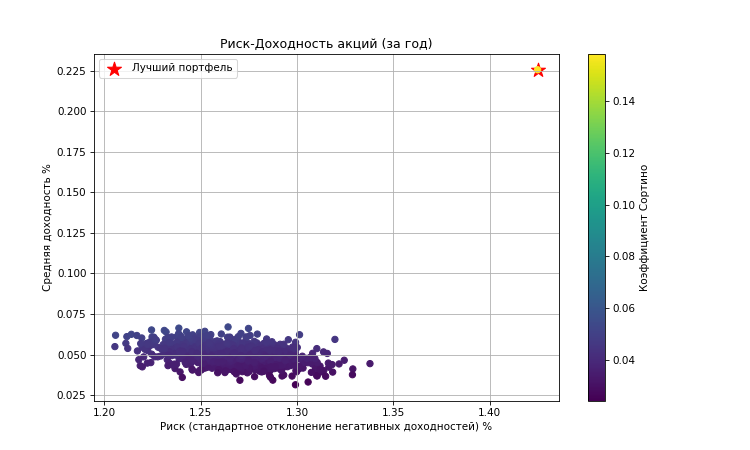 Риск-Доходность акций (за год)
Лучший портфель
Средняя доходность %
0.225
0.200
0.175
0.150
0.125
0.100
0.075
0.050
0.025
1.20 1.25 1.30 1.35 1.40
Риск (стандартное отклонение негативных доходностей) %
0.14
0.12
0.10
0.08
0.06
0.04
Коэффициент Сортино